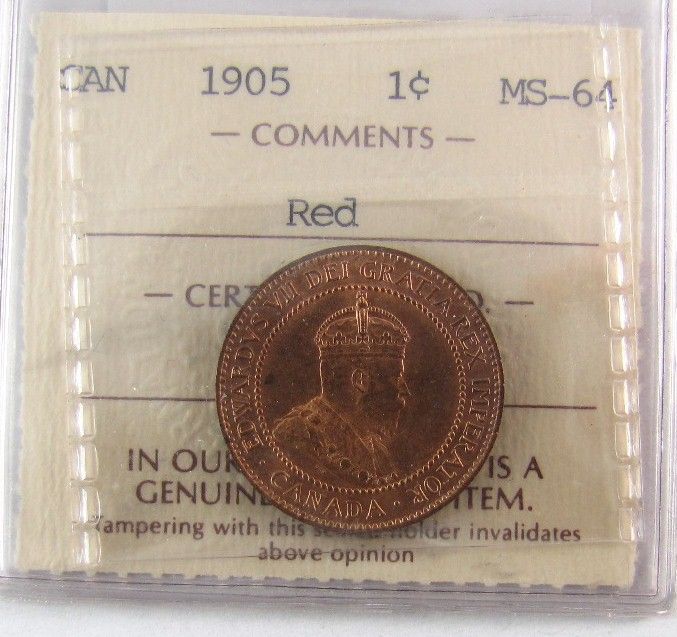 CAN 1905 1¢ MS-64
— COMMENTS —
Red
— CERT O. —
EDWARDVS VII DEI GRATIA·REX IMPERATOR
· CANADA ·
IN OUR IS A
GENUIN ITEM.
Tampering with this holder invalidates
above opinion